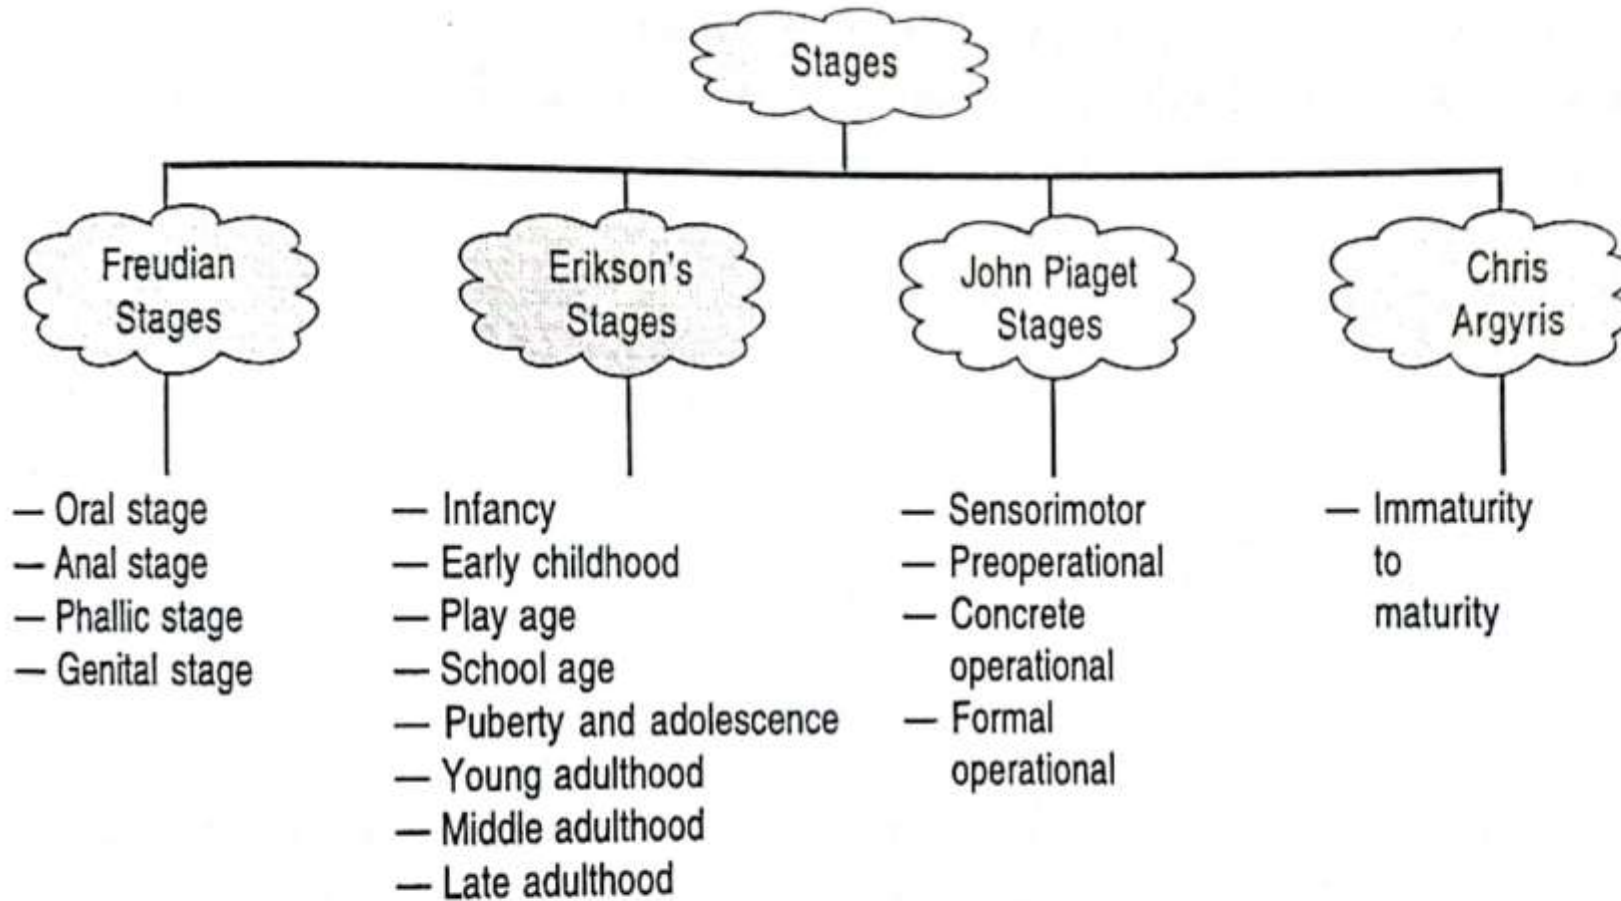 Stages
Freudian
Stages
Erikson's
Stages
John Piaget
Stages
Chris
Argyris
— Oral stage
— Anal stage
— Phallic stage
— Genital stage
— Infancy
— Early childhood
— Play age
— School age
— Puberty and adolescence
— Young adulthood
— Middle adulthood
— Late adulthood
— Sensorimotor
— Preoperational
— Concrete
operational
— Formal
operational
— Immaturity
to
maturity